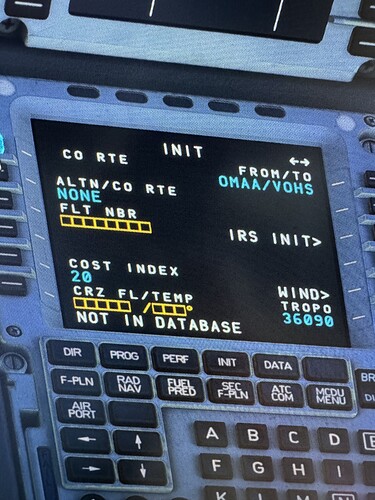 INIT
CO RTE
FROM/TO
ALTN/CO RTE
OMAA/VOHS
NONE
FLT NBR
IRS INIT>
COST INDEX
20
WIND>
CRZ FL/TEMP
TROPO
36090
NOT IN DATABASE
DIR PROG PERF INIT DATA
F-PLN RAD NAV FUEL PRED SEC F-PLN ATC COM MCDU MENU
AIR PORT
A B C D
F G H I
K